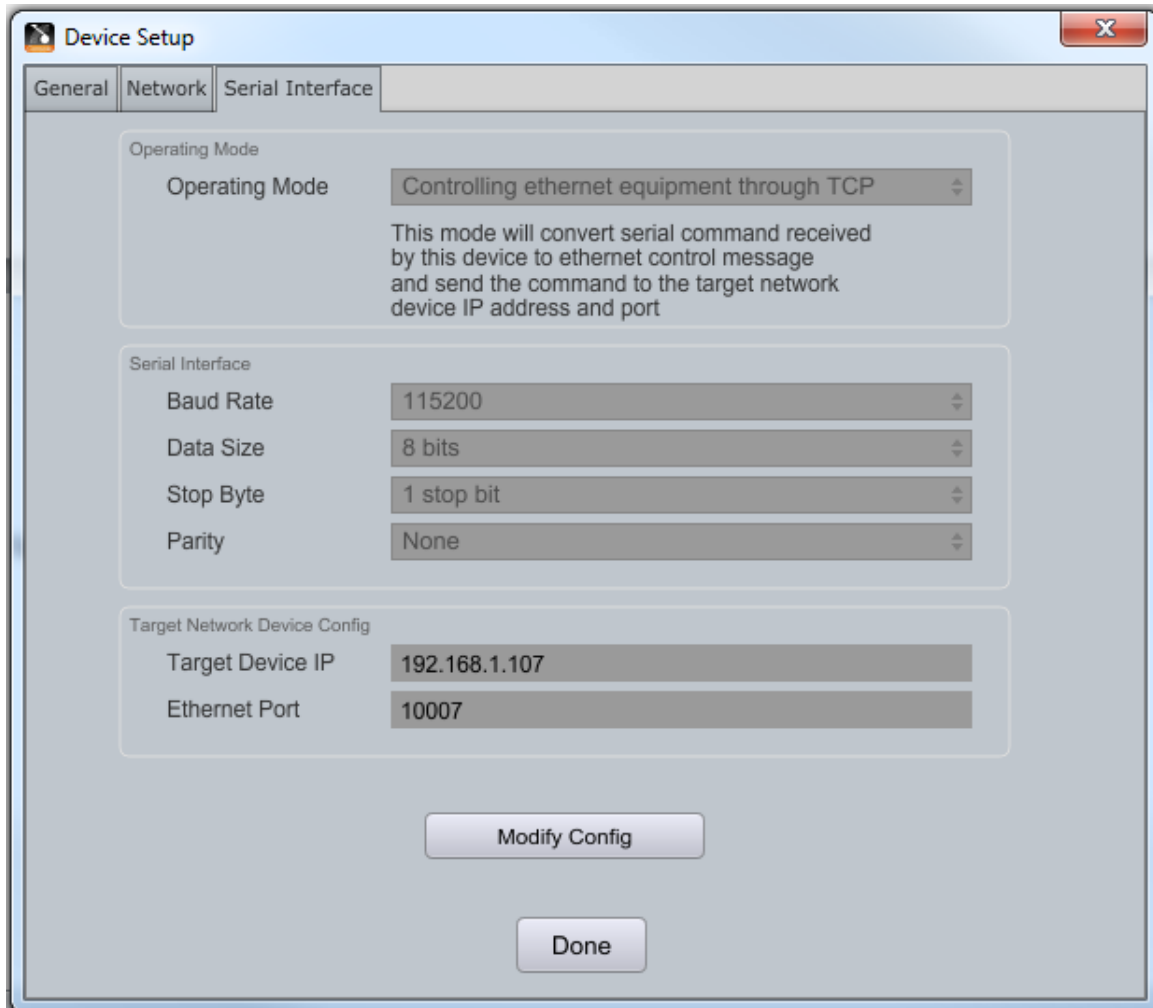 Device Setup
General Network Serial Interface
Operating Mode
Operating Mode Controlling ethernet equipment through TCP
This mode will convert serial command received
by this device to ethernet control message
and send the command to the target network
device IP address and port
Serial Interface
Baud Rate 115200
Data Size 8 bits
Stop Byte 1 stop bit
Parity None
Target Network Device Config
Target Device IP 192.168.1.107
Ethernet Port 10007
Modify Config
Done